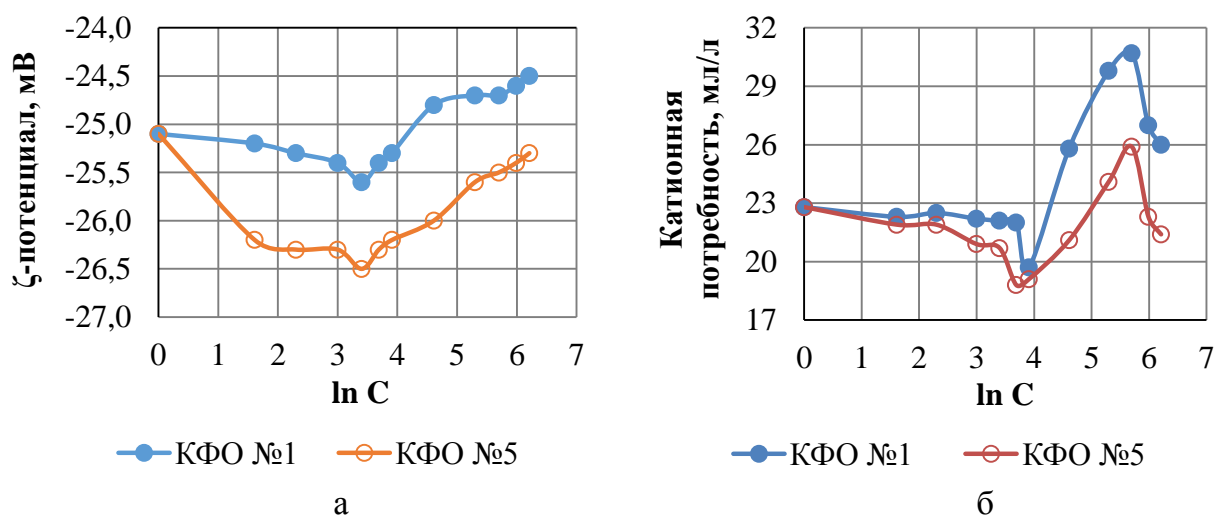 ζ-потенциал, мВ
-24,0
-24,5
-25,0
-25,5
-26,0
-26,5
-27,0
0 1 2 3 4 5 6 7
ln C
КФО №1 КФО №5
а
Катионная
потребность, мл/л
32
29
26
23
20
17
0 1 2 3 4 5 6 7
ln C
КФО №1 КФО №5
б